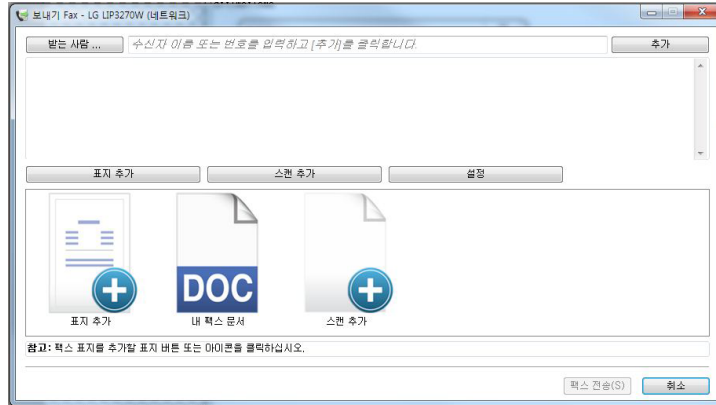 보내기 Fax - LG LIP3270W (네트워크)
받는 사람 ... 수신자 이름 또는 번호를 입력하고 [추가]를 클릭합니다. 추가
표지 추가 스캔 추가 설정
DOC
표지 추가 내 팩스 문서 스캔 추가
참고: 팩스 표지를 추가할 표지 버튼 또는 아이콘을 클릭하십시오.
팩스 전송(S) 취소